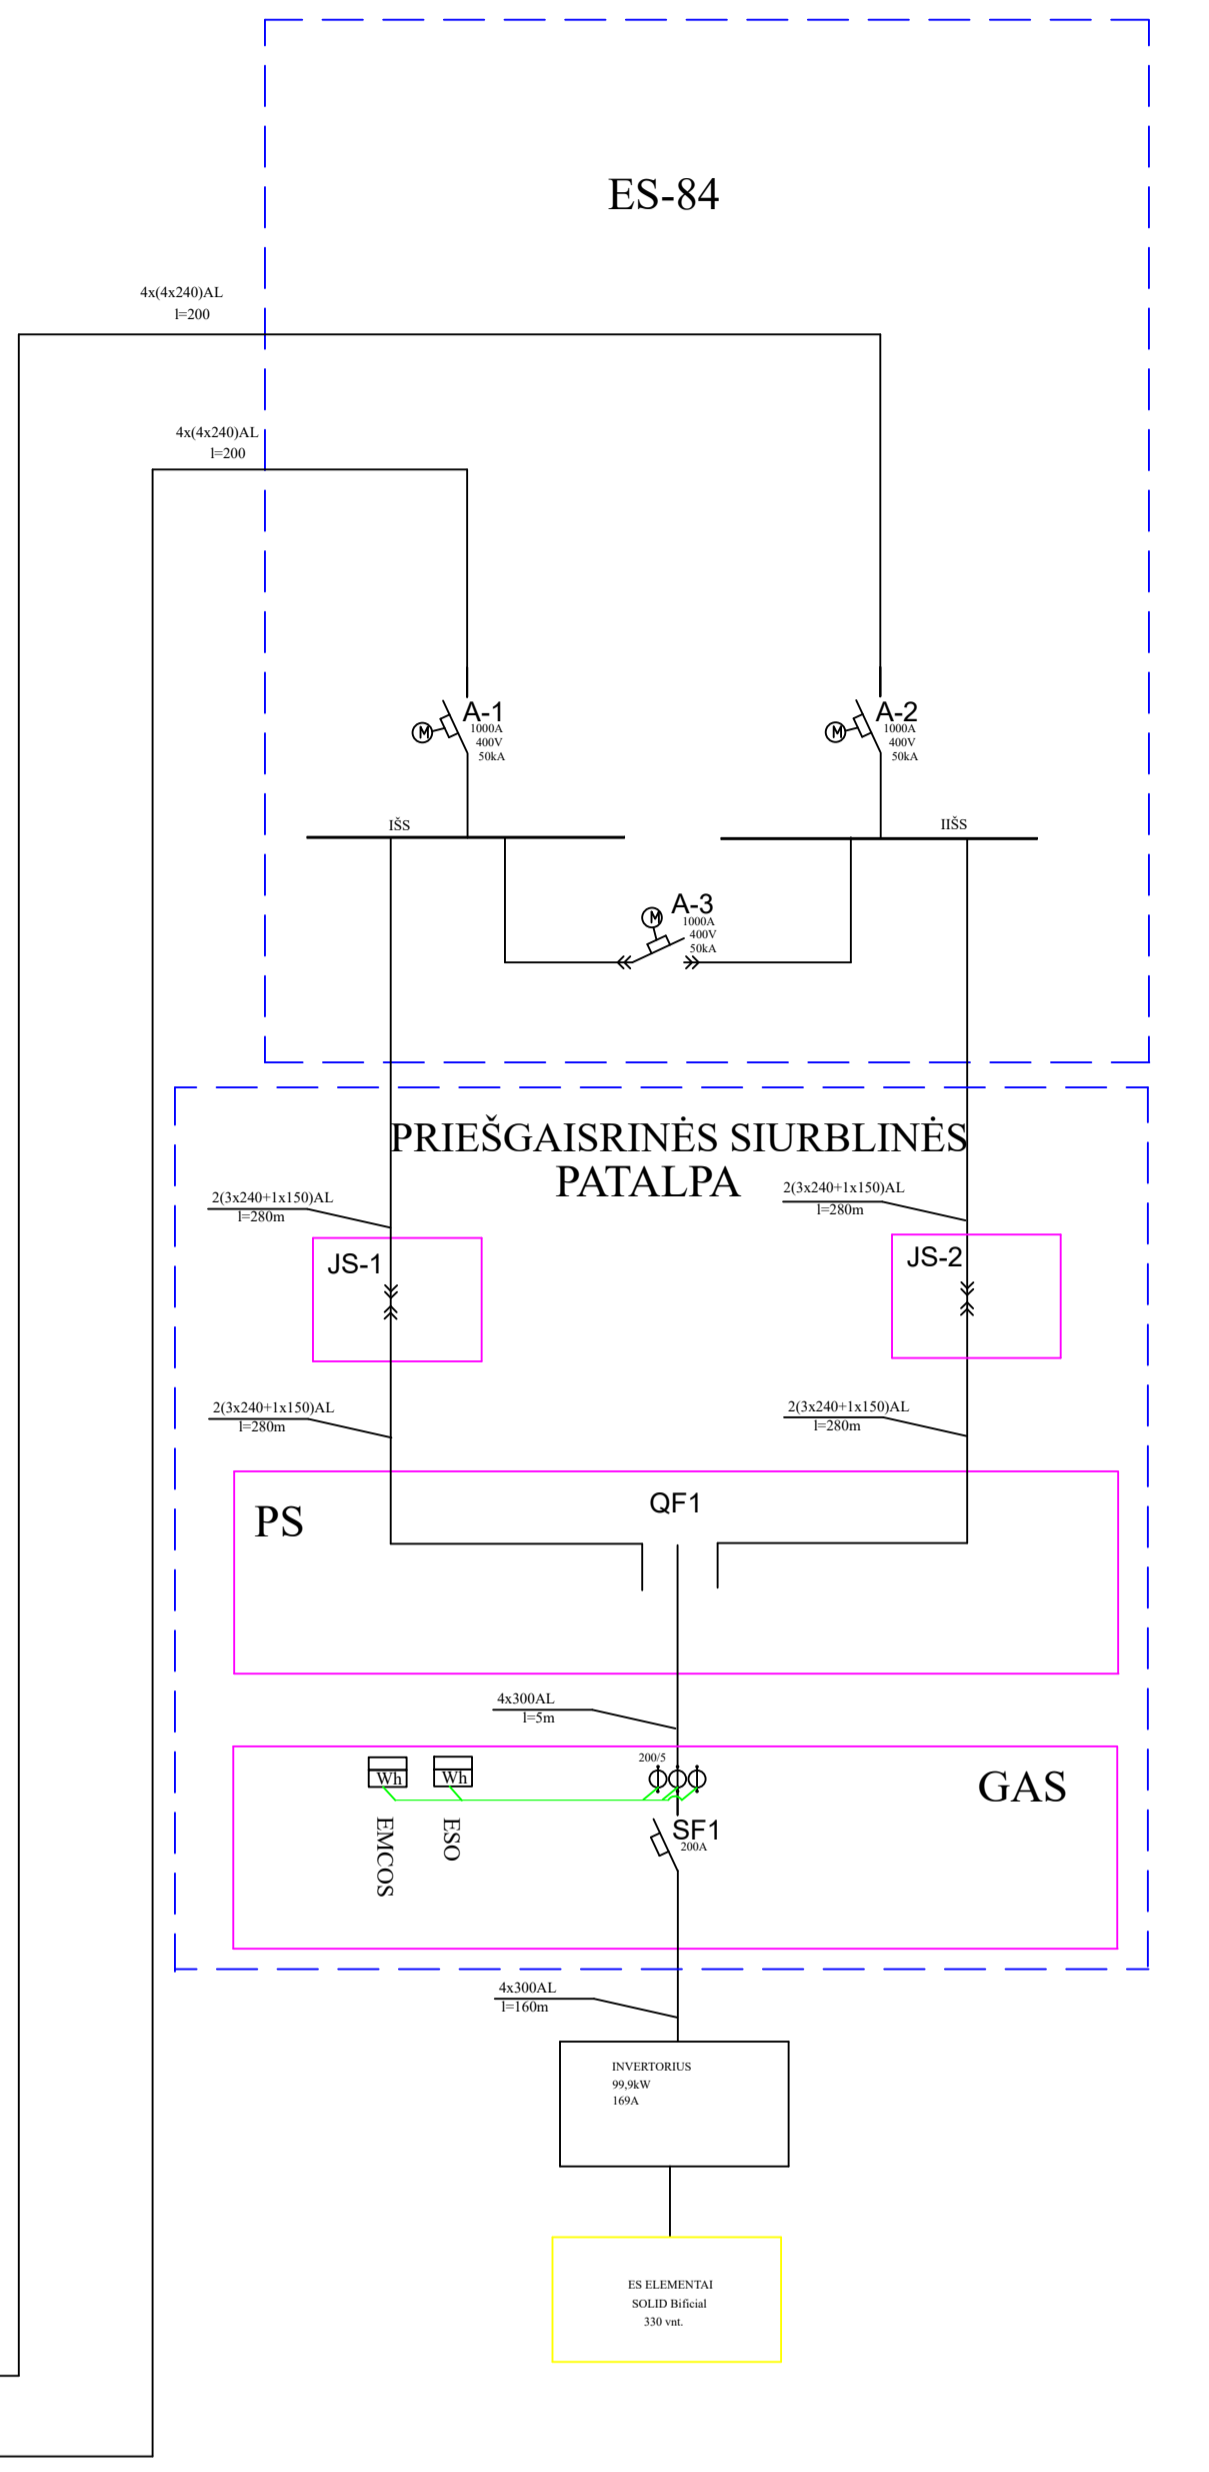 ES-84
4x(4x240)AL
l=200
4x(4x240)AL
l=200
A-1
1000A
400V
50kA
M
A-2
1000A
400V
50kA
M
IŠS
IIŠS
A-3
1000A
400V
50kA
M
PRIEŠGAISRINĖS SIURBLINĖS
PATALPA
2(3x240+1x150)AL
l=280m
2(3x240+1x150)AL
l=280m
JS-1
JS-2
2(3x240+1x150)AL
l=280m
2(3x240+1x150)AL
l=280m
PS
QF1
4x300AL
l=5m
Wh
Wh
200/5
GAS
EMCOS
ESO
SF1
200A
4x300AL
l=160m
INVERTORIUS
99,9kW
169A
ES ELEMENTAI
SOLID Bificial
330 vnt.